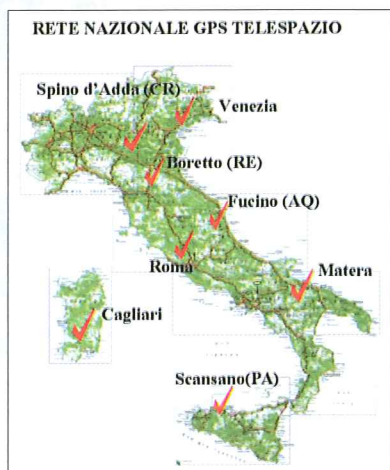 RETE NAZIONALE GPS TELESPAZIO
Spino d'Adda (CR)
Venezia
Boretto (RE)
Fucino (AQ)
Roma
Matera
Cagliari
Scansano(PA)